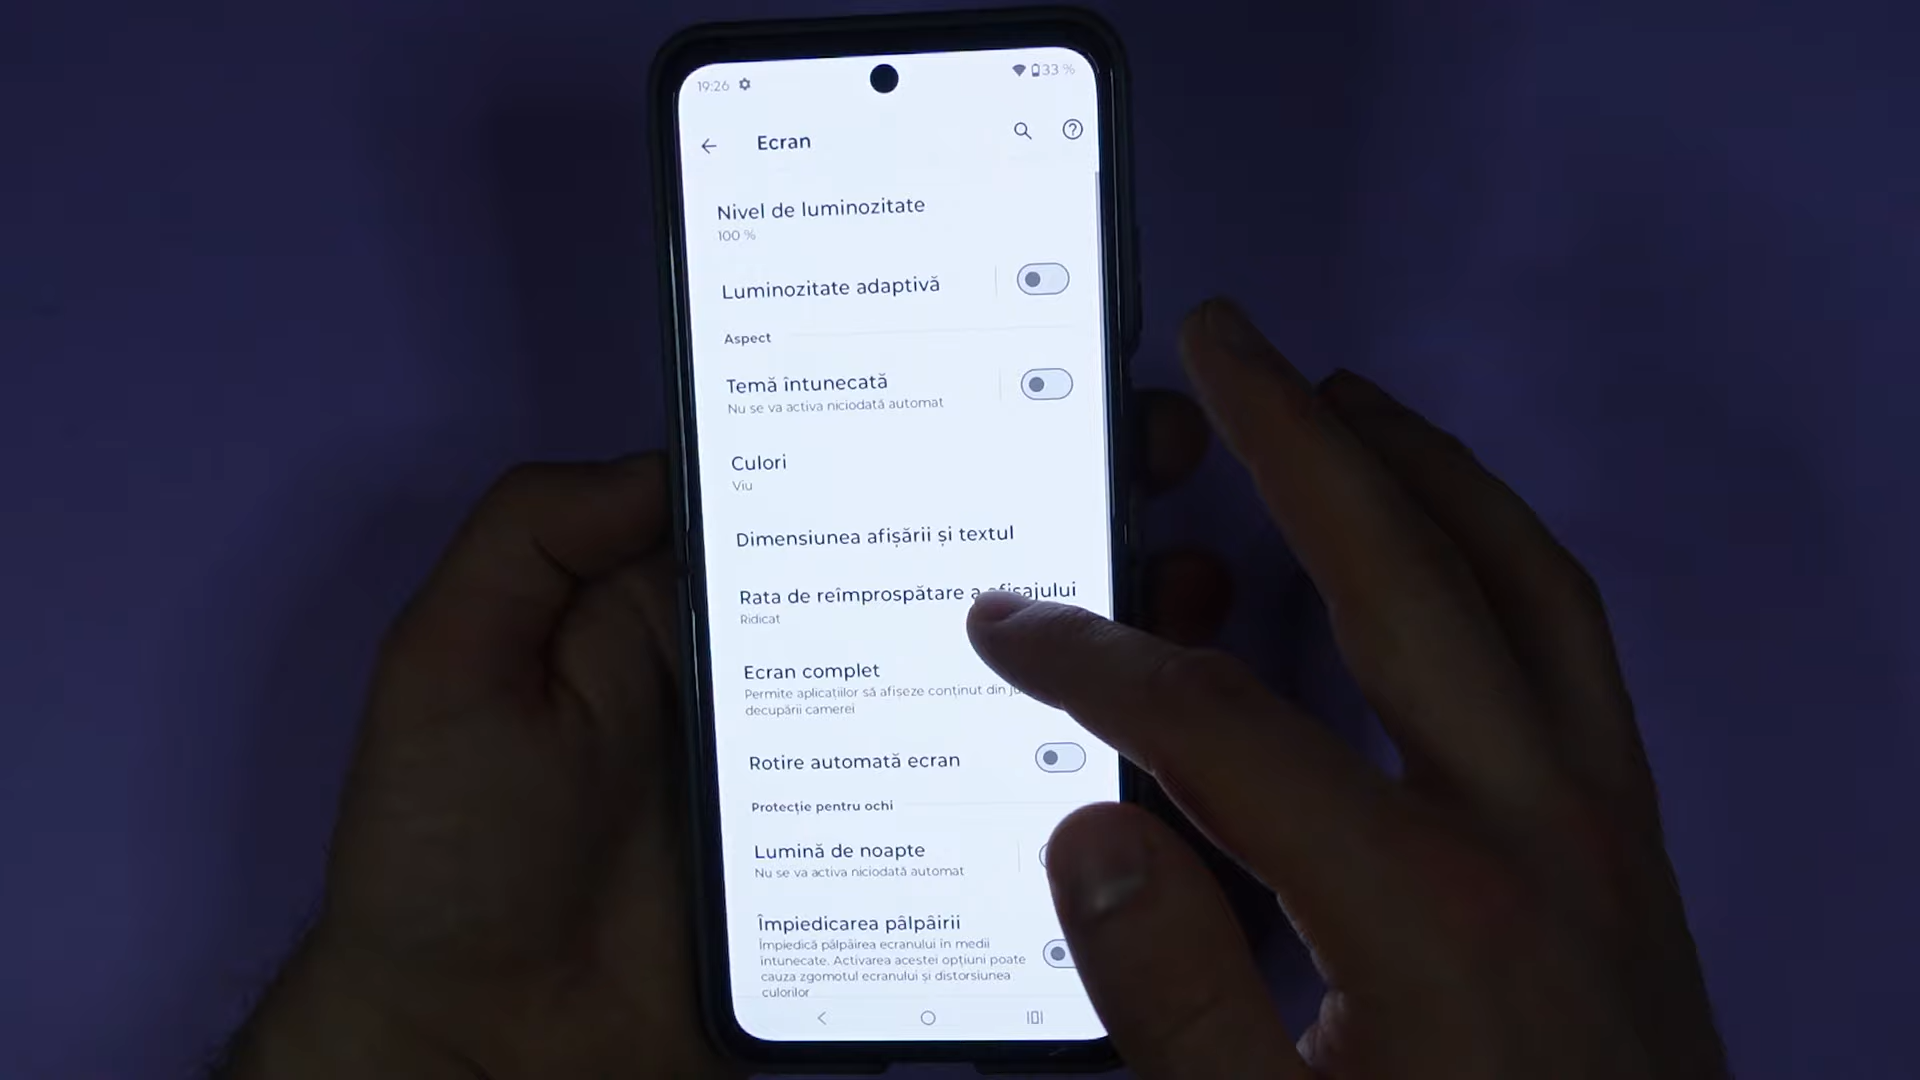 19:26
33 %
Ecran
Nivel de luminozitate
100 %
Luminozitate adaptivă
Aspect
Temă întunecată
Nu se va activa niciodată automat
Culori
Viu
Dimensiunea afișării și textul
Rata de reîmprospătare a afișajului
Ridicat
Ecran complet
Permite aplicațiilor să afișeze conținut din
decupării camerei
Rotire automată ecran
Protecție pentru ochi
Lumină de noapte
Nu se va activa niciodată automat
Împiedicarea pâlpâirii
Împiedică pâlpâirea ecranului în medii
întunecate. Activarea acestei opțiuni poate
cauza zgomotul ecranului și distorsiunea
culorilor